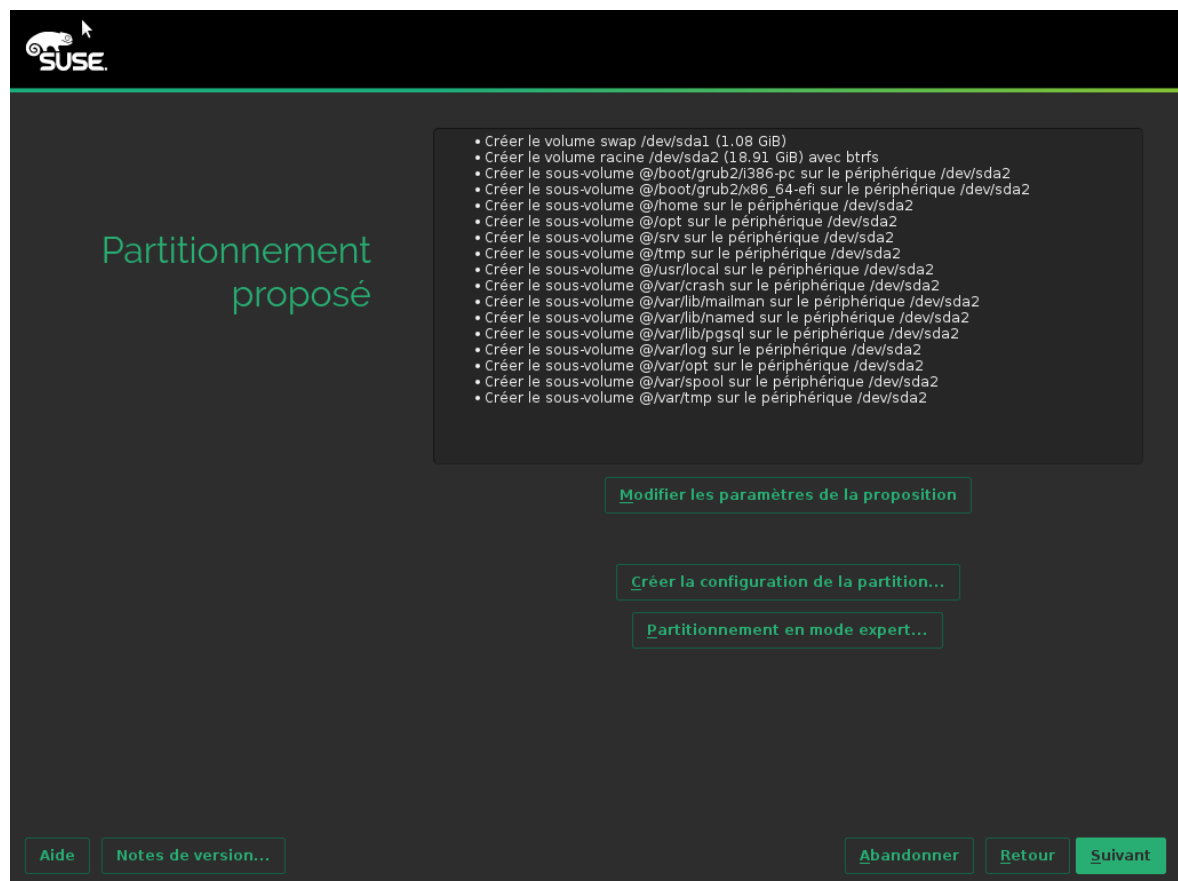 SUSE.
Partitionnement
proposé
• Créer le volume swap /dev/sda1 (1.08 GiB)
• Créer le volume racine /dev/sda2 (18.91 GiB) avec btrfs
• Créer le sous-volume @/boot/grub2/i386-pc sur le périphérique /dev/sda2
• Créer le sous-volume @/boot/grub2/x86_64-efi sur le périphérique /dev/sda2
• Créer le sous-volume @/home sur le périphérique /dev/sda2
• Créer le sous-volume @/opt sur le périphérique /dev/sda2
• Créer le sous-volume @/srv sur le périphérique /dev/sda2
• Créer le sous-volume @/tmp sur le périphérique /dev/sda2
• Créer le sous-volume @/usr/local sur le périphérique /dev/sda2
• Créer le sous-volume @/var/crash sur le périphérique /dev/sda2
• Créer le sous-volume @/var/lib/mailman sur le périphérique /dev/sda2
• Créer le sous-volume @/var/lib/named sur le périphérique /dev/sda2
• Créer le sous-volume @/var/lib/pgsql sur le périphérique /dev/sda2
• Créer le sous-volume @/var/log sur le périphérique /dev/sda2
• Créer le sous-volume @/var/opt sur le périphérique /dev/sda2
• Créer le sous-volume @/var/spool sur le périphérique /dev/sda2
• Créer le sous-volume @/var/tmp sur le périphérique /dev/sda2
Modifier les paramètres de la proposition
Créer la configuration de la partition...
Partitionnement en mode expert...
Aide
Notes de version...
Abandonner
Retour
Suivant